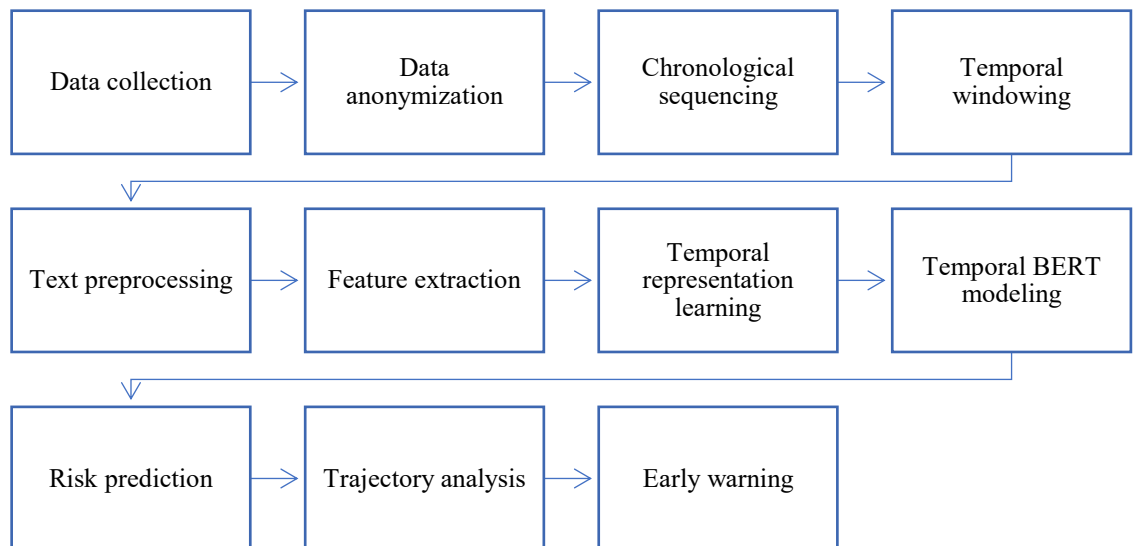 Data collection
Data
anonymization
Chronological
sequencing
Temporal
windowing
Text preprocessing
Feature extraction
Temporal
representation
learning
Temporal BERT
modeling
Risk prediction
Trajectory analysis
Early warning